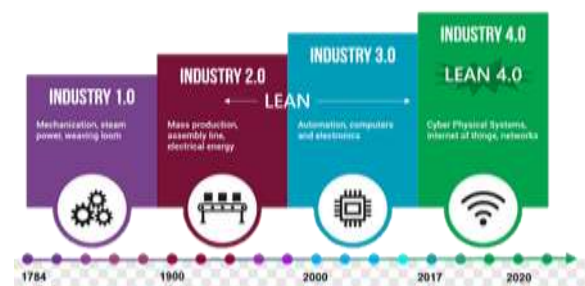 INDUSTRY 1.0
Mechanization, steam
power, weaving loom
INDUSTRY 2.0
Mass production,
assembly line,
electrical energy
LEAN
INDUSTRY 3.0
Automation, computers
and electronics
INDUSTRY 4.0
LEAN 4.0
Cyber Physical Systems,
internet of things, networks
1784
1900
2000
2017
2020